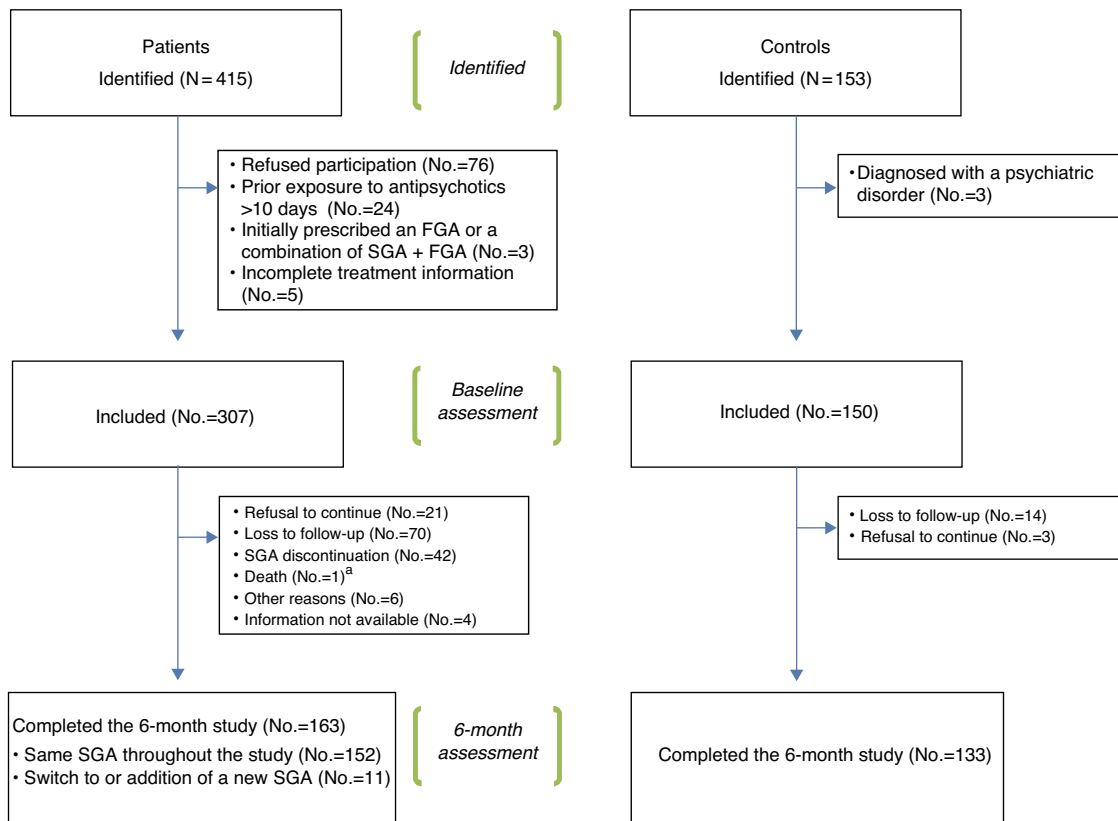 Patients
Identified (N=415)
Identified
Controls
Identified (N=153)
• Refused participation (No.=76)
• Prior exposure to antipsychotics
>10 days (No.=24)
• Initially prescribed an FGA or a
combination of SGA + FGA (No.=3)
• Incomplete treatment information
(No.=5)
• Diagnosed with a psychiatric
disorder (No.=3)
Included (No.=307)
Baseline
assessment
Included (No.=150)
• Refusal to continue (No.=21)
• Loss to follow-up (No.=70)
• SGA discontinuation (No.=42)
• Death (No.=1)a
• Other reasons (No.=6)
• Information not available (No.=4)
• Loss to follow-up (No.=14)
• Refusal to continue (No.=3)
Completed the 6-month study (No.=163)
• Same SGA throughout the study (No.=152)
• Switch to or addition of a new SGA (No.=11)
6-month
assessment
Completed the 6-month study (No.=133)